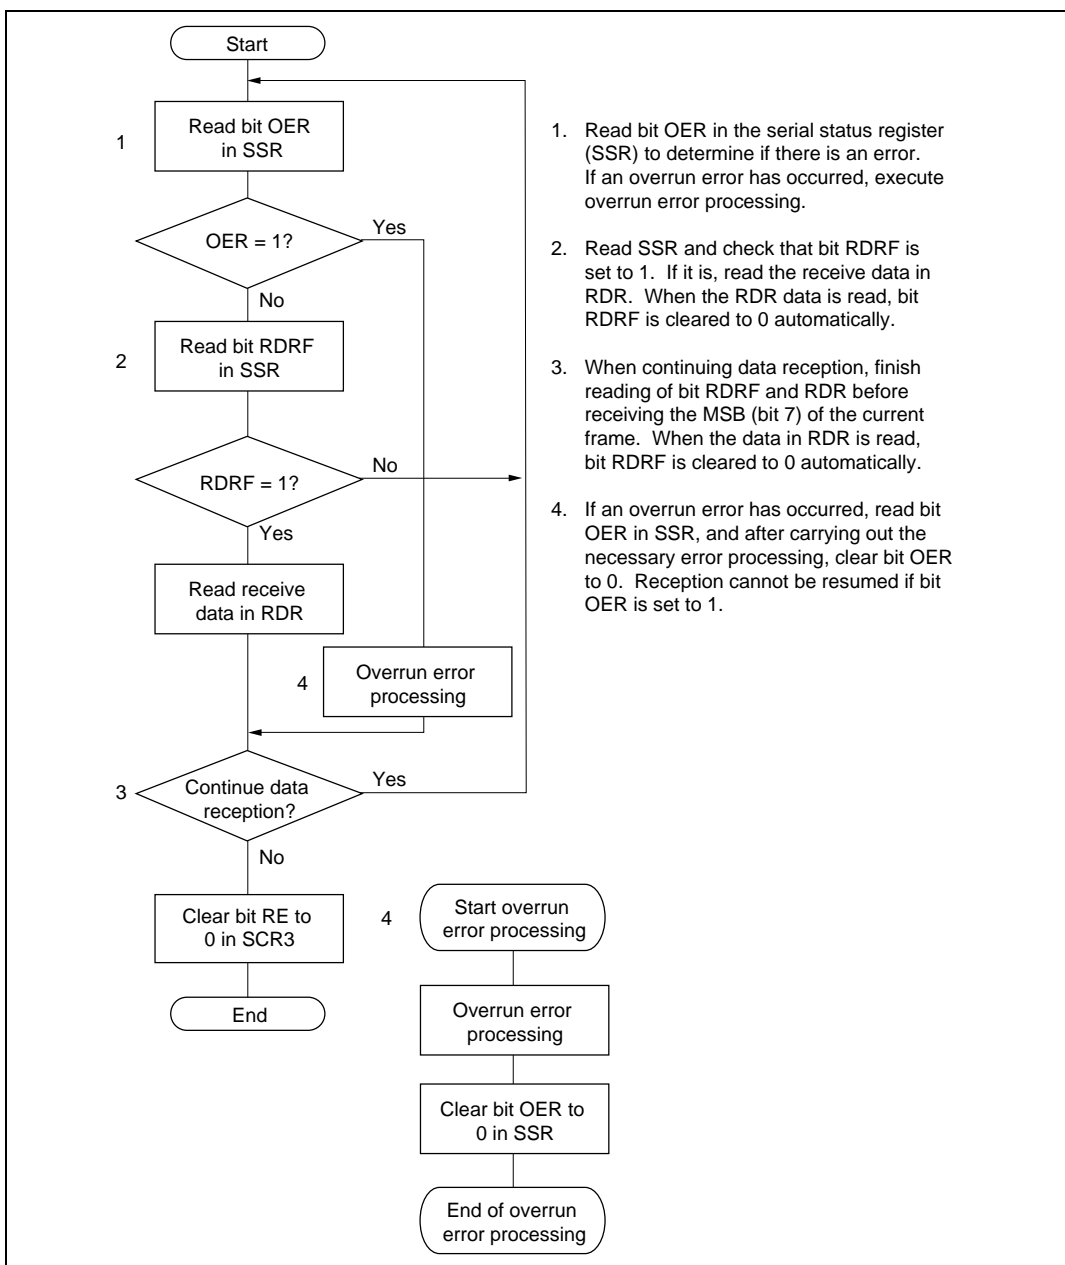 Start
1
Read bit OER
in SSR
OER = 1?
Yes
No
2
Read bit RDRF
in SSR
RDRF = 1?
No
Yes
Read receive
data in RDR
4
Overrun error
processing
3
Continue data
reception?
Yes
No
Clear bit RE to
0 in SCR3
End
4
Start overrun
error processing
Overrun error
processing
Clear bit OER to
0 in SSR
End of overrun
error processing
1. Read bit OER in the serial status register
(SSR) to determine if there is an error.
If an overrun error has occurred, execute
overrun error processing.
2. Read SSR and check that bit RDRF is
set to 1. If it is, read the receive data in
RDR. When the RDR data is read, bit
RDRF is cleared to 0 automatically.
3. When continuing data reception, finish
reading of bit RDRF and RDR before
receiving the MSB (bit 7) of the current
frame. When the data in RDR is read,
bit RDRF is cleared to 0 automatically.
4. If an overrun error has occurred, read bit
OER in SSR, and after carrying out the
necessary error processing, clear bit OER
to 0. Reception cannot be resumed if bit
OER is set to 1.